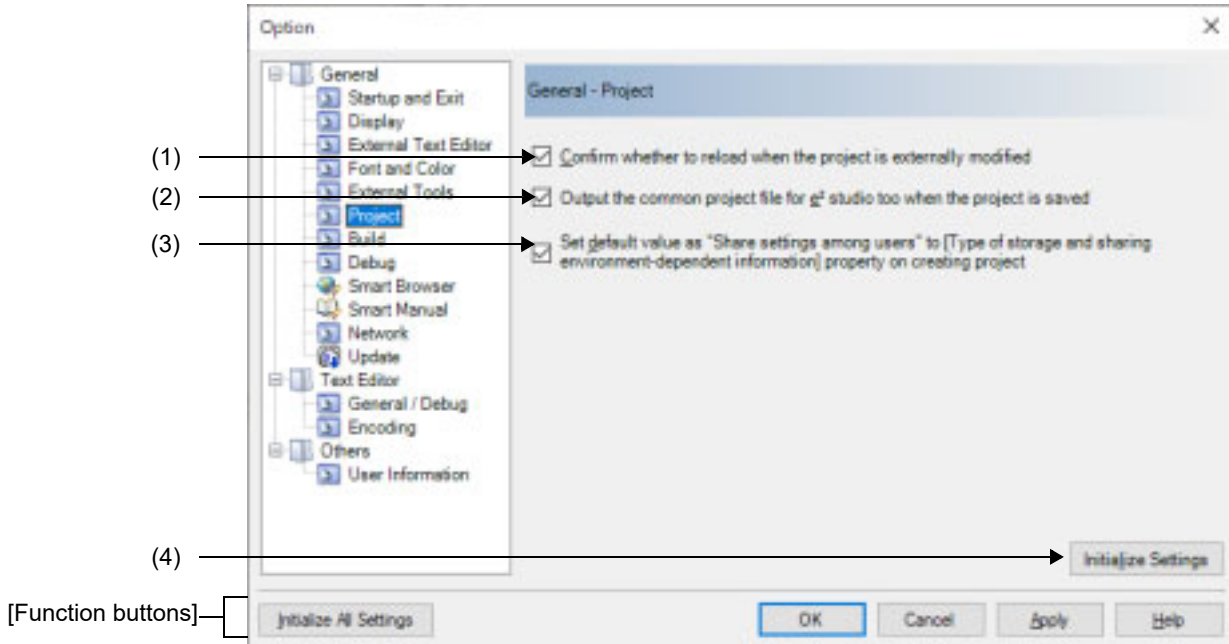 Option
General
Startup and Exit
Display
External Text Editor
Font and Color
External Tools
Project
Build
Debug
Smart Browser
Smart Manual
Network
Update
Text Editor
General / Debug
Encoding
Others
User Information
General - Project
(1)
Confirm whether to reload when the project is externally modified
(2)
Output the common project file for e² studio too when the project is saved
(3)
Set default value as "Share settings among users" to [Type of storage and sharing
environment-dependent information] property on creating project
(4)
Initialize Settings
[Function buttons]
Initialize All Settings
OK
Cancel
Apply
Help